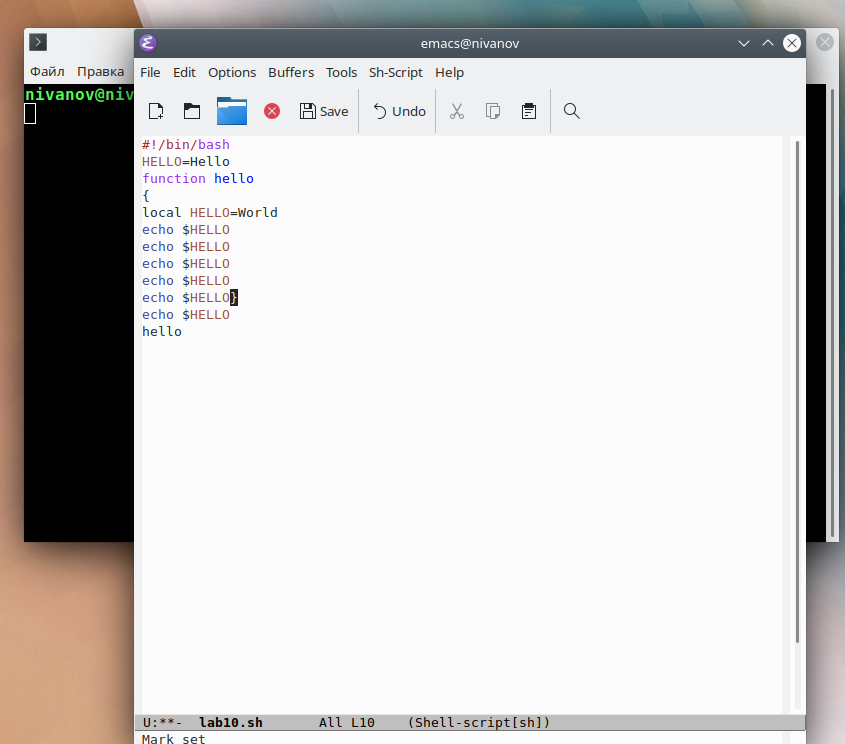 emacs@nivanov
Файл Правка
File Edit Options Buffers Tools Sh-Script Help
nivanov@niv
Save Undo
#!/bin/bash
HELLO=Hello
function hello
{
local HELLO=World
echo $HELLO
echo $HELLO
echo $HELLO
echo $HELLO
echo $HELLO}
echo $HELLO
hello
U:**- lab10.sh All L10 (Shell-script[sh])
Mark set